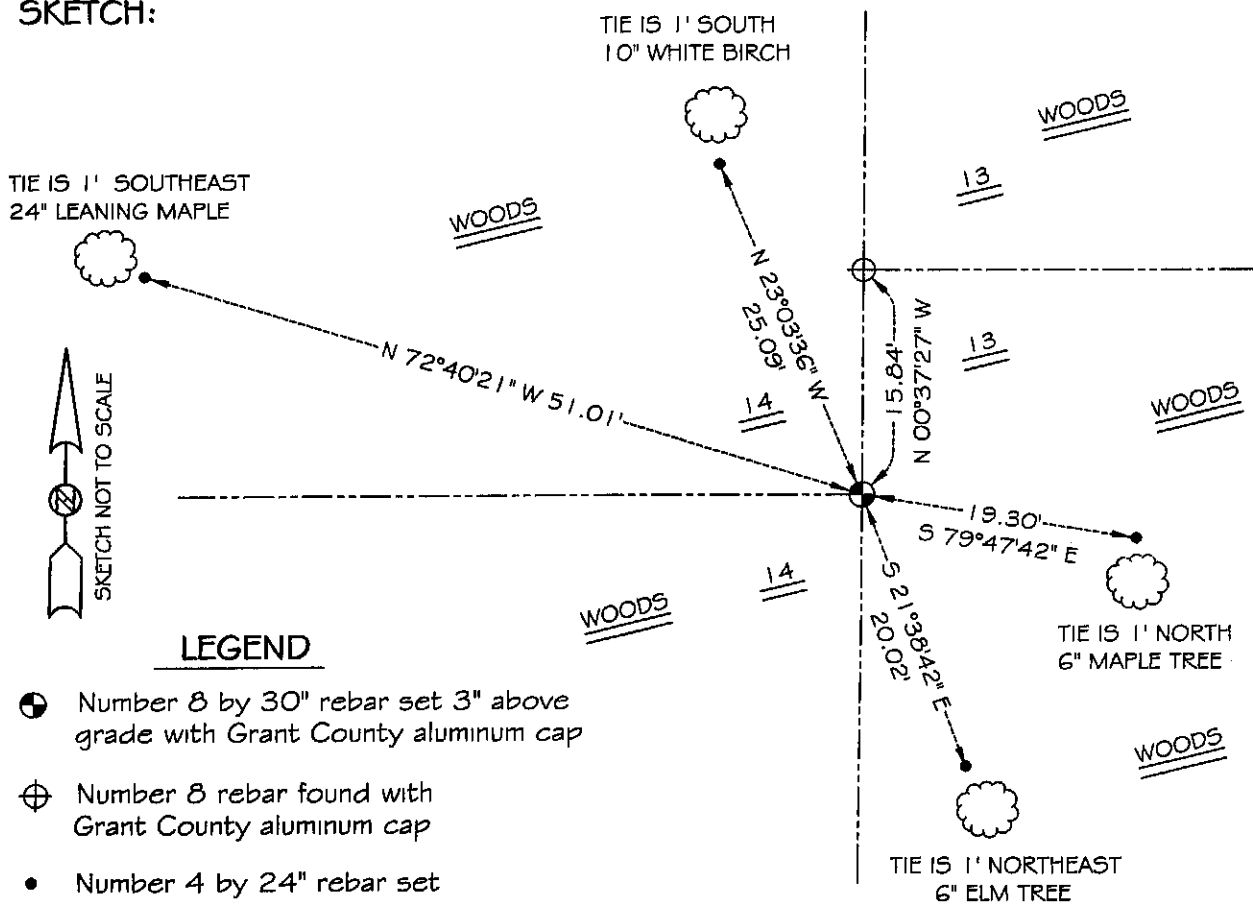 SKETCH:
TIE IS 1' SOUTH
10" WHITE BIRCH
WOODS
13
TIE IS 1' SOUTHEAST
24" LEANING MAPLE
WOODS
N 23°03'36" W
25.09'
15.84'
N 00°37'27" W
13
N 72°40'21" W 51.01'
14
WOODS
SKETCH NOT TO SCALE
N
19.30'
S 79°47'42" E
14
WOODS
S 21°38'42" E
20.02'
TIE IS 1' NORTH
6" MAPLE TREE
WOODS
TIE IS 1' NORTHEAST
6" ELM TREE
LEGEND
Number 8 by 30" rebar set 3" above
grade with Grant County aluminum cap
Number 8 rebar found with
Grant County aluminum cap
Number 4 by 24" rebar set